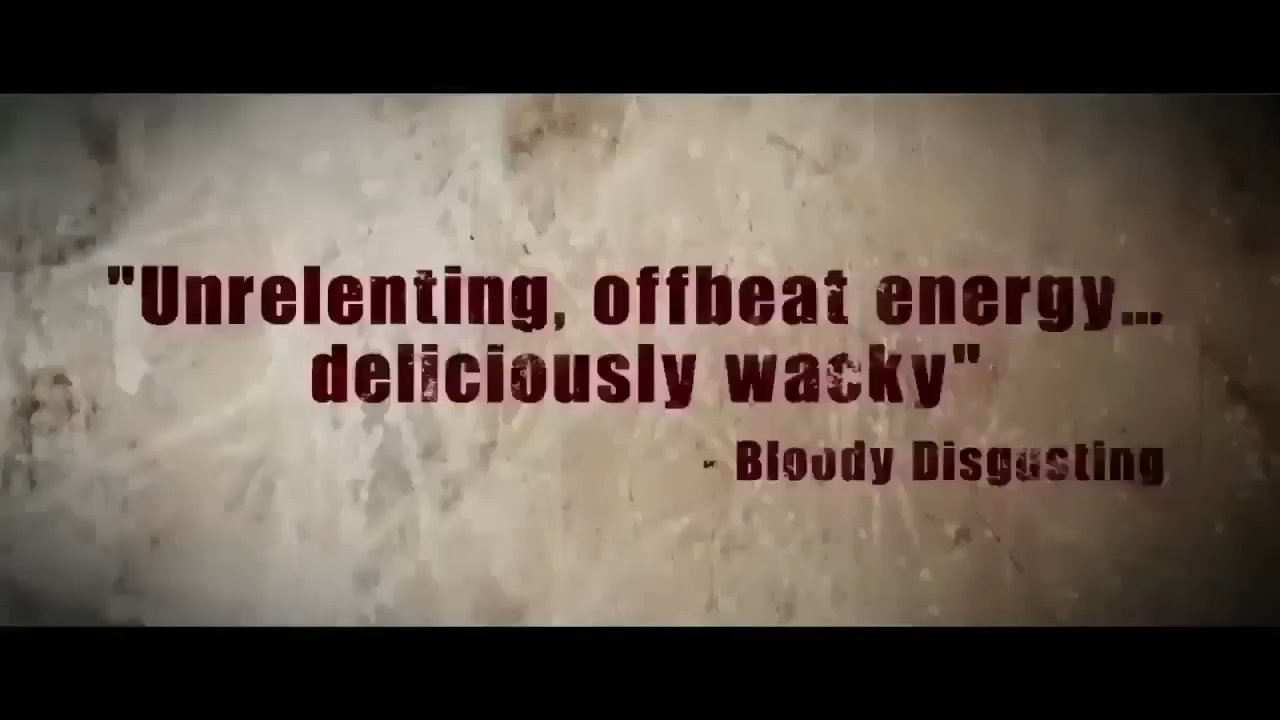 "Unrelenting, offbeat energy...
deliciously wacky"
- Bloody Disgusting